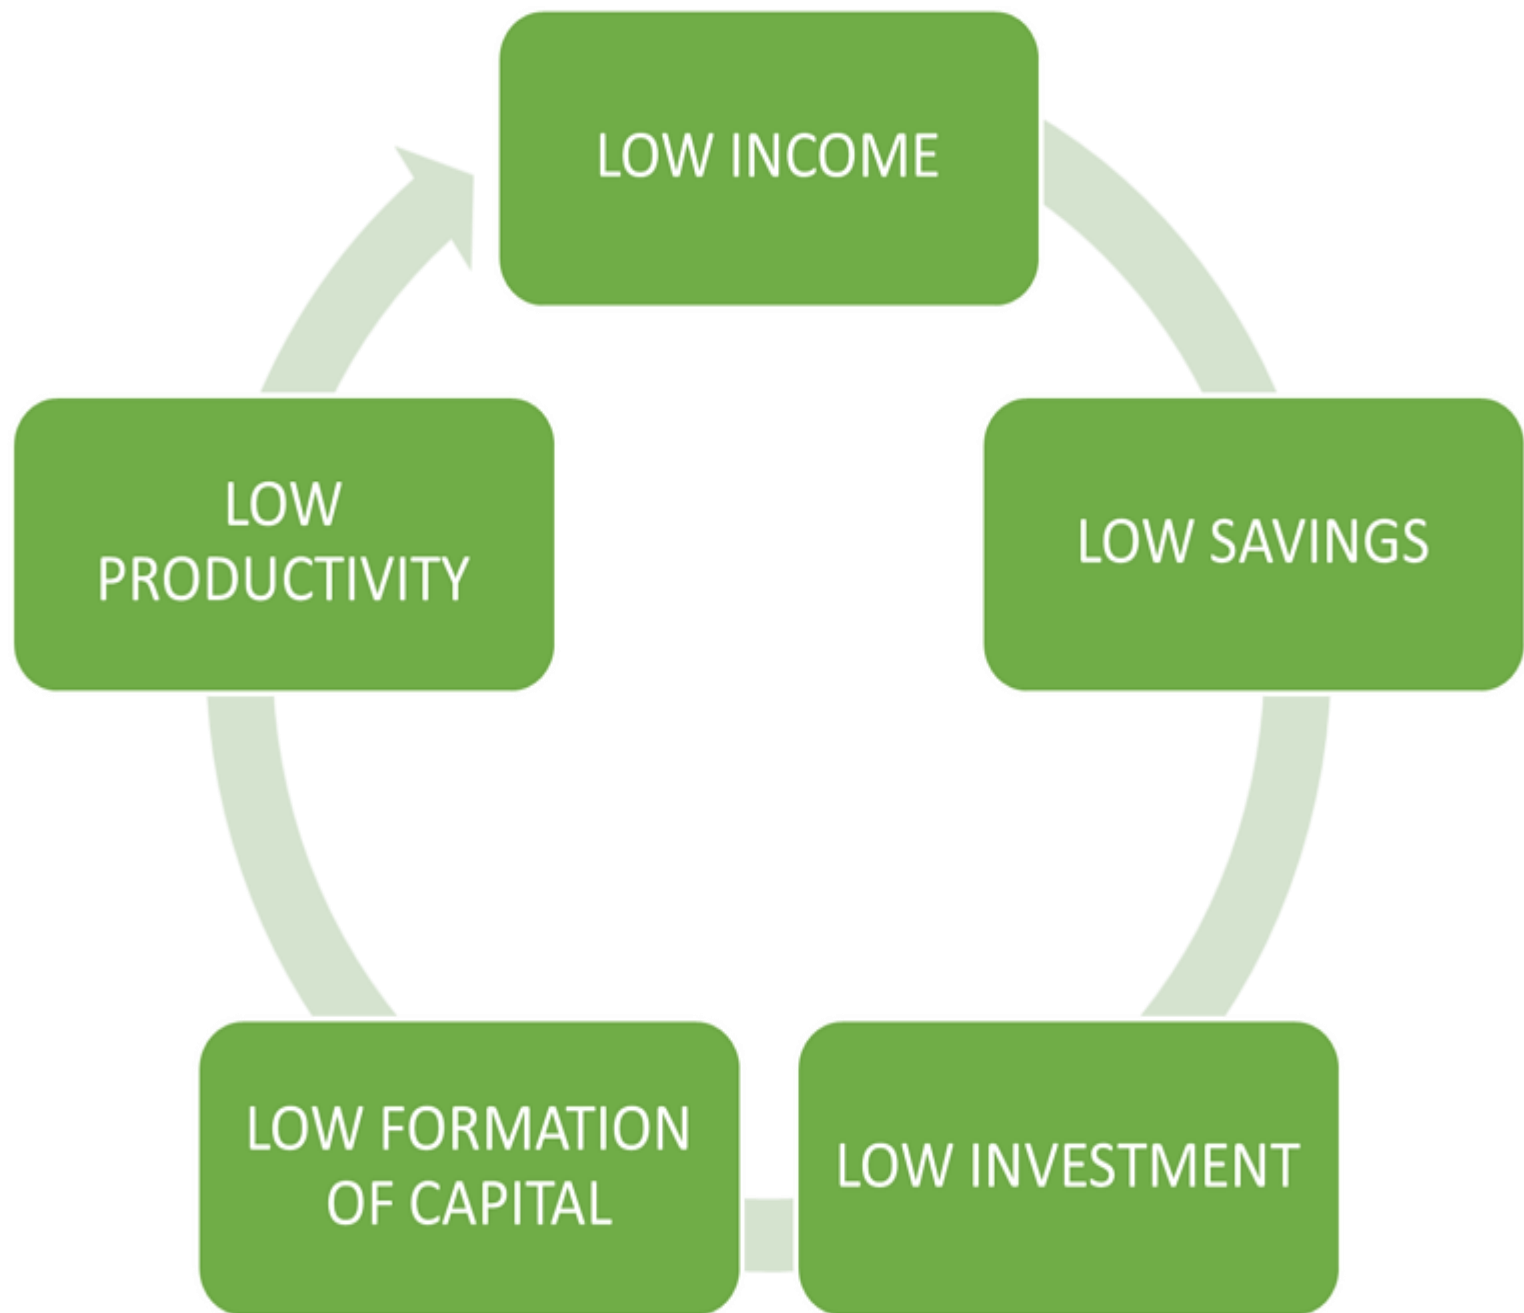 LOW INCOME
LOW SAVINGS
LOW INVESTMENT
LOW FORMATION
OF CAPITAL
LOW
PRODUCTIVITY